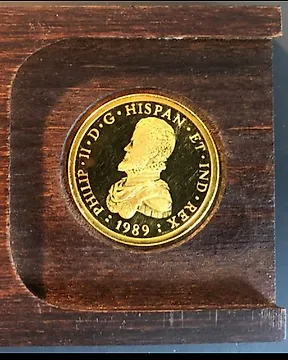 PHILIP · II · D · G · HISPAN · ET · IND · REX
: 1989 :